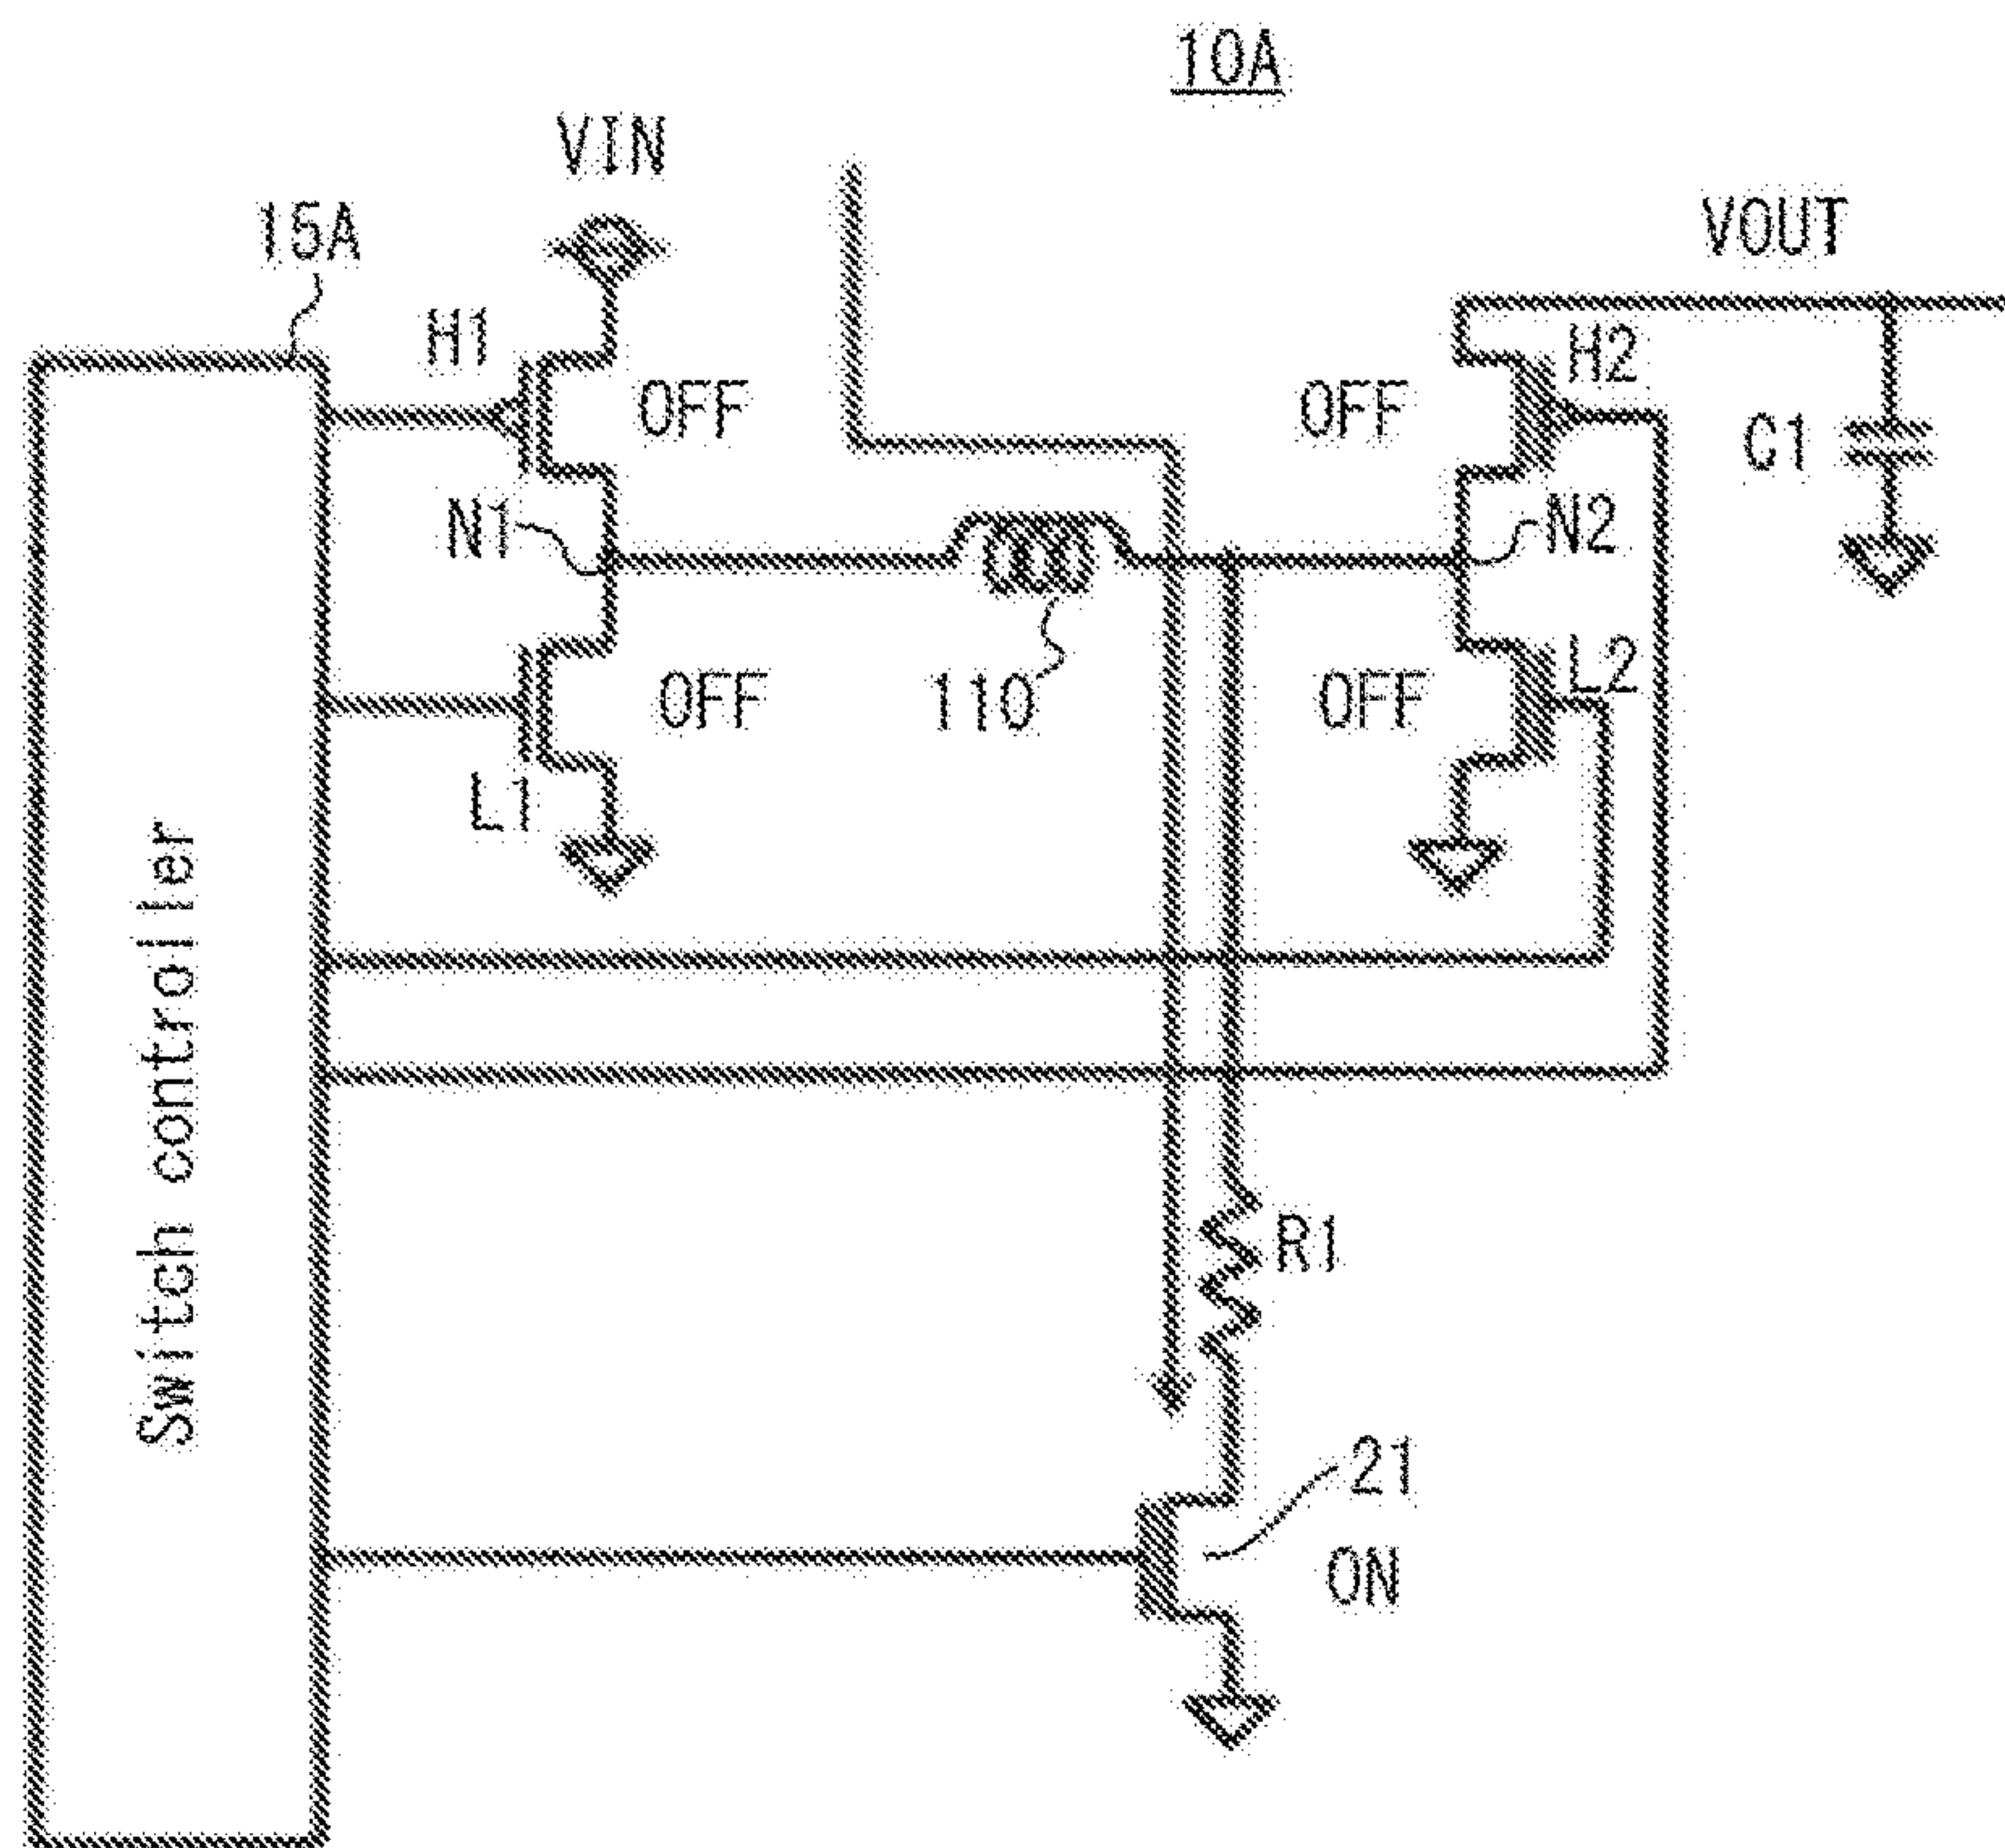 10A
VIN
15A
VOUT
H1
H2
OFF
OFF
C1
N1
N2
L2
OFF
110
OFF
L1
Switch controller
R1
21
ON